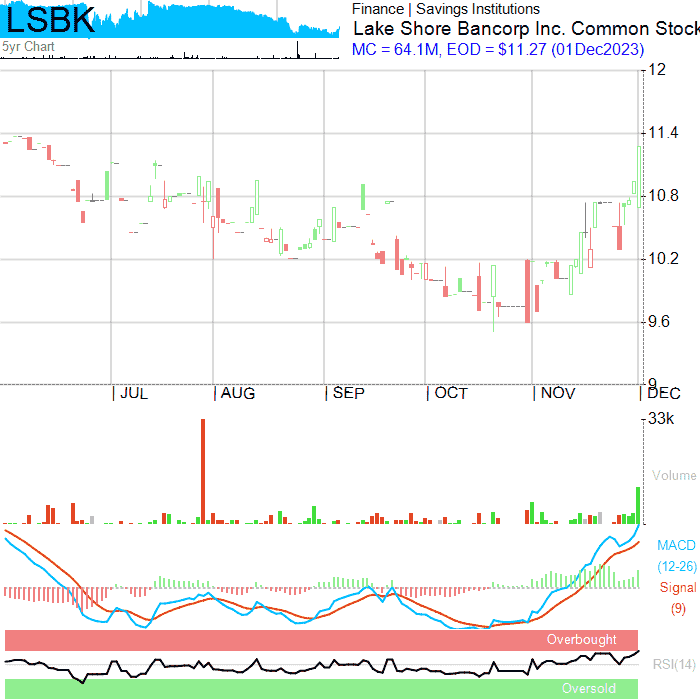 LSBK
5yr Chart
Finance | Savings Institutions
Lake Shore Bancorp Inc. Common Stock
MC = 64.1M, EOD = $11.27 (01Dec2023)
12
11.4
10.8
10.2
9.6
9
JUL AUG SEP OCT NOV DEC
33k
Volume
MACD
(12-26)
Signal
(9)
Overbought
RSI(14)
Oversold